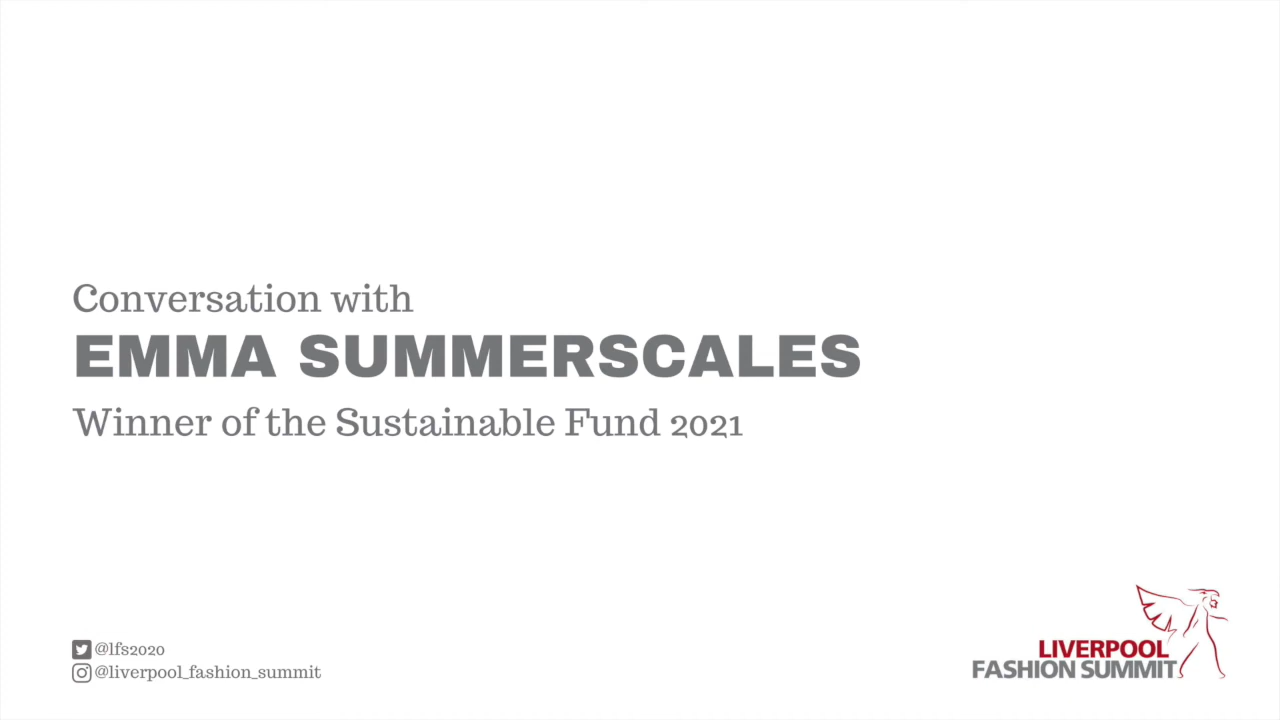 Conversation with
EMMA SUMMERSCALES
Winner of the Sustainable Fund 2021
@lfs2020
@liverpool_fashion_summit
LIVERPOOL
FASHION SUMMIT